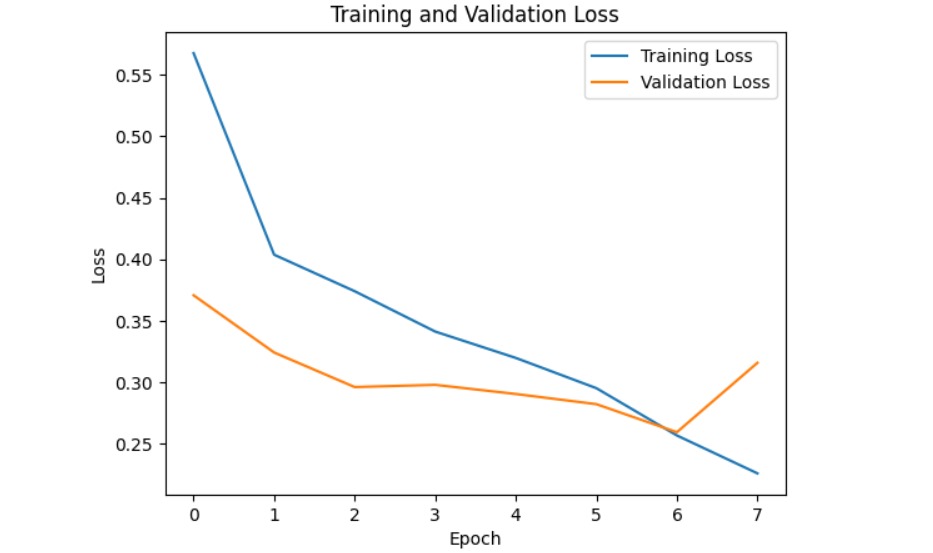 Training and Validation Loss
Training Loss
Validation Loss
0.55
0.50
0.45
0.40
0.35
0.30
0.25
Loss
0 1 2 3 4 5 6 7
Epoch